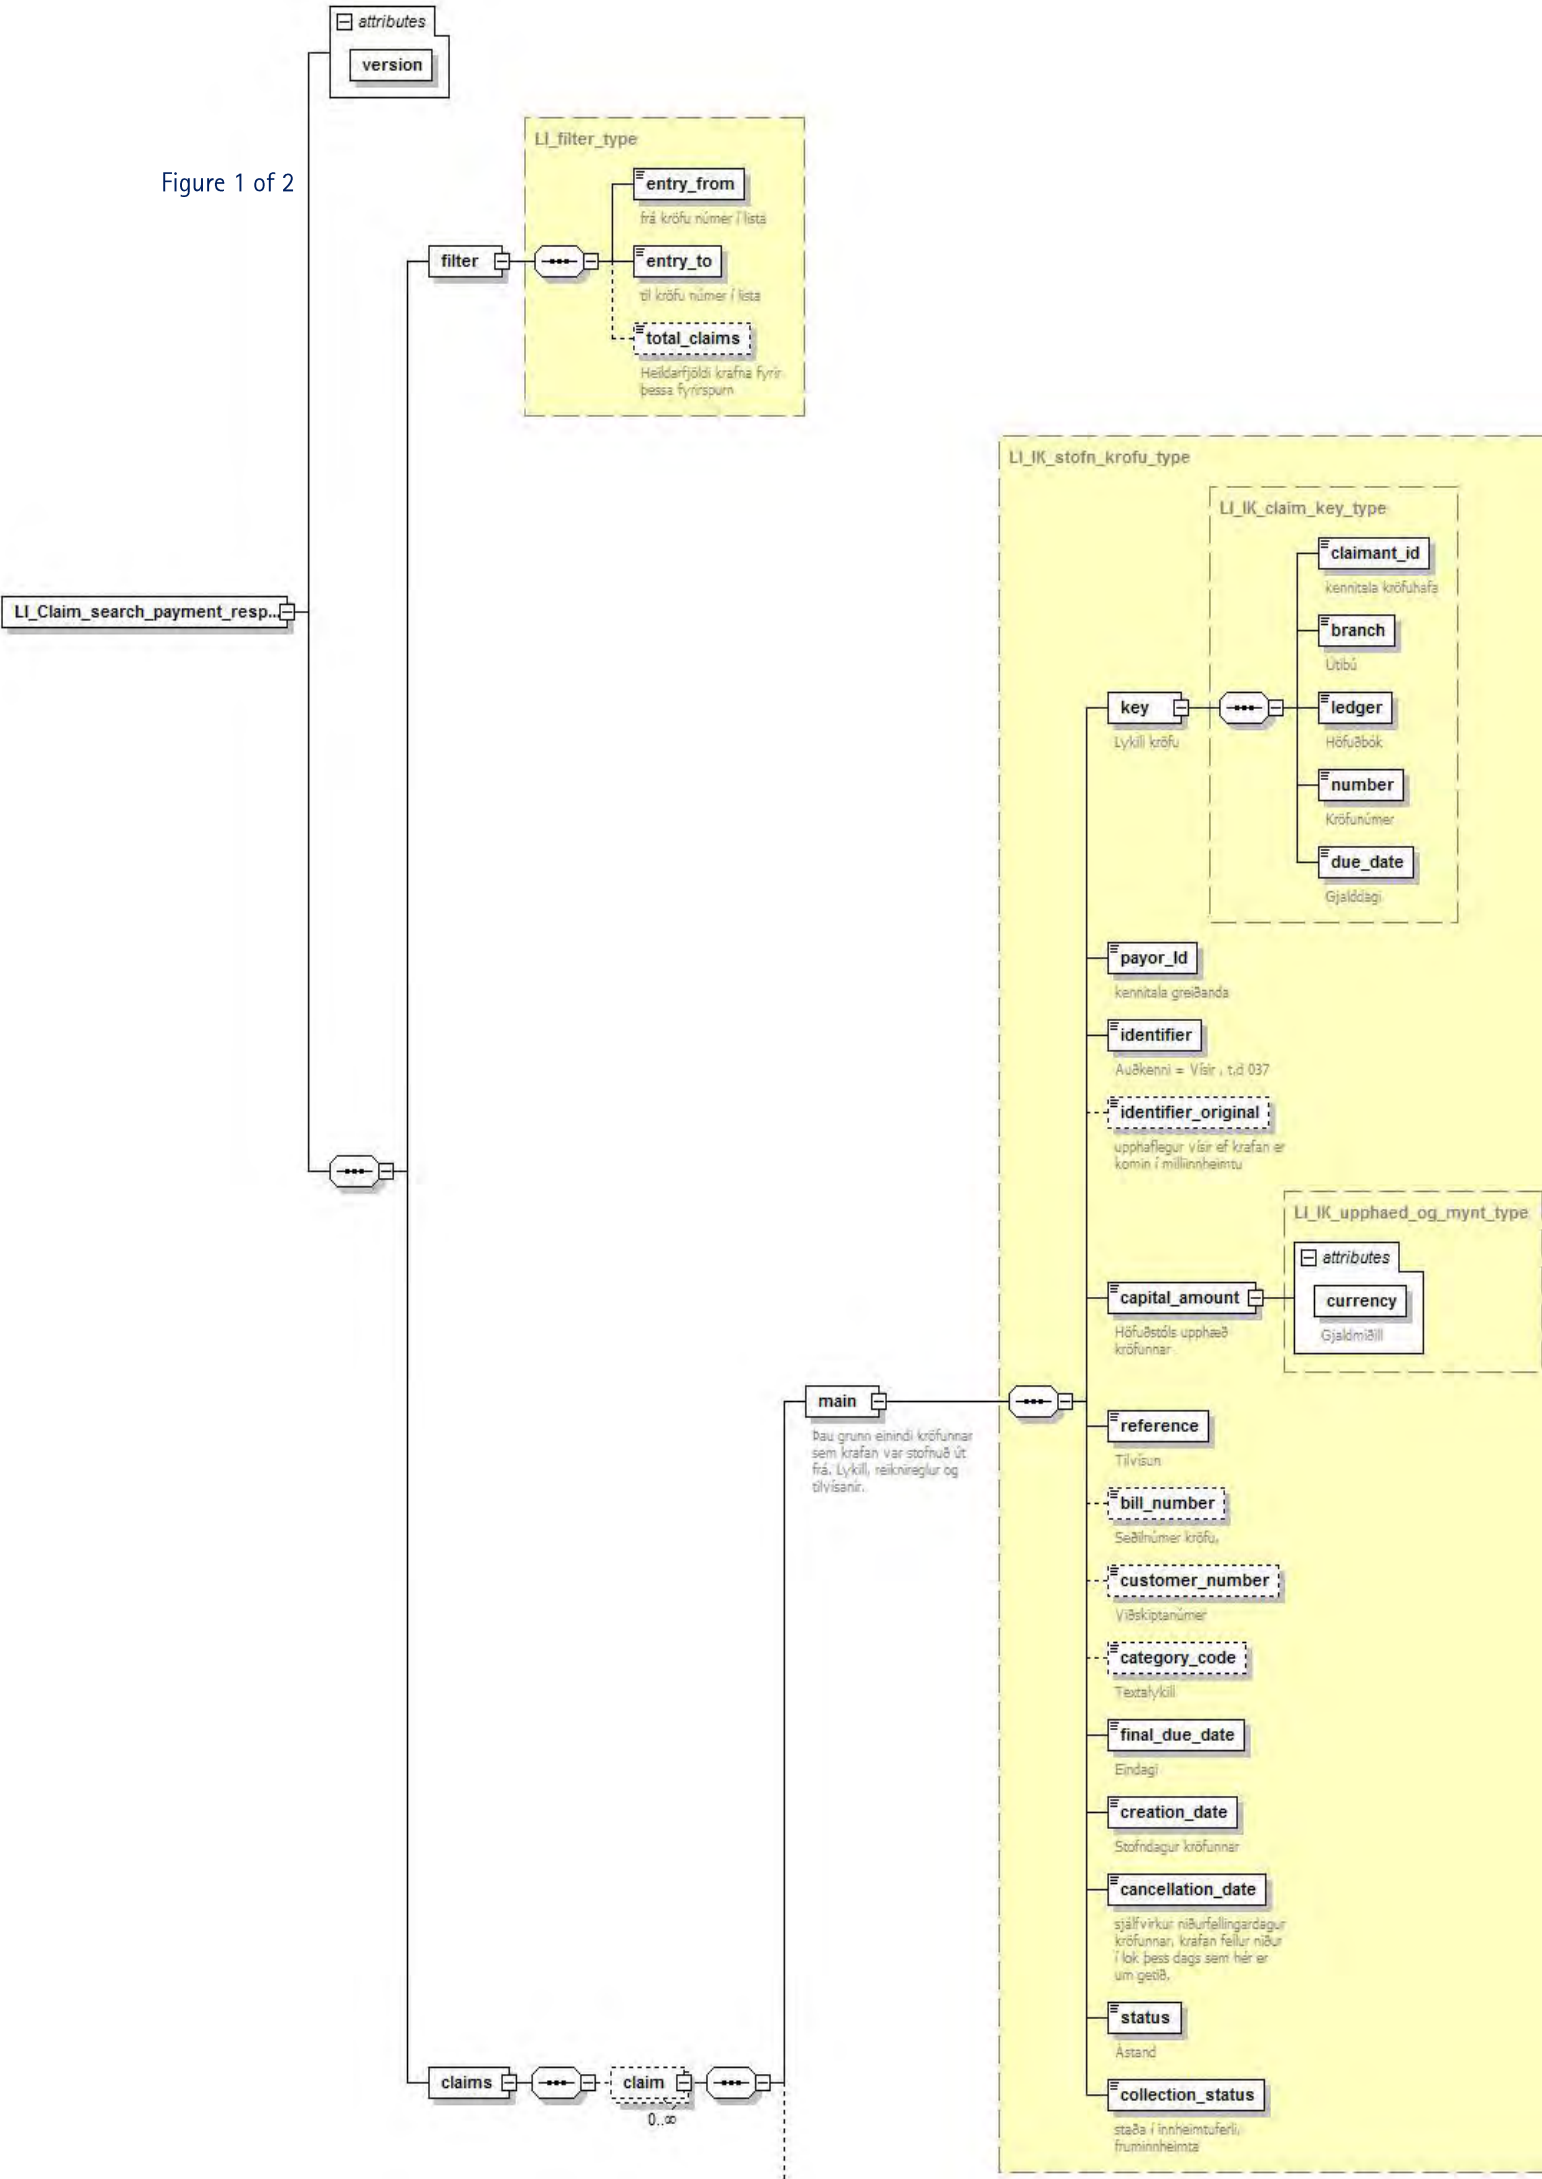 attributes
version
Figure 1 of 2
LI_filter_type
entry_from
frá kröfu númer í lista
filter
entry_to
til kröfu númer í lista
total_claims
Heildarfjöldi krafna fyrir
þessa fyrirspurn
LI_IK_stofn_krofu_type
LI_IK_claim_key_type
claimant_id
kennitala kröfuhafa
LI_Claim_search_payment_resp...
branch
Útibú
key
Lykill kröfu
ledger
Höfuðbók
number
Kröfunúmer
due_date
Gjalddagi
payor_Id
kennitala greiðanda
identifier
Auðkenni = Vísir , t.d 037
identifier_original
upphaflegur vísir ef krafan er
komin í milliinnheimtu
LI_IK_upphaed_og_mynt_type
attributes
capital_amount
currency
Höfuðstóls upphæð
kröfunnar
Gjaldmiðill
main
Þau grunn einindi kröfunnar
sem krafan var stofnuð út
frá. Lykill, reiknireglur og
tilvísanir.
reference
Tilvísun
bill_number
Seðilnúmer kröfu.
customer_number
Viðskiptanúmer
category_code
Textalykill
final_due_date
Eindagi
creation_date
Stofndagur kröfunnar
cancellation_date
sjálfvirkur niðurfellingardagur
kröfunnar. krafan fellur niður
í lok þess dags sem hér er
um getið.
status
Ástand
claims
claim
0..∞
collection_status
staða í innheimtuferli.
fruminnheimta